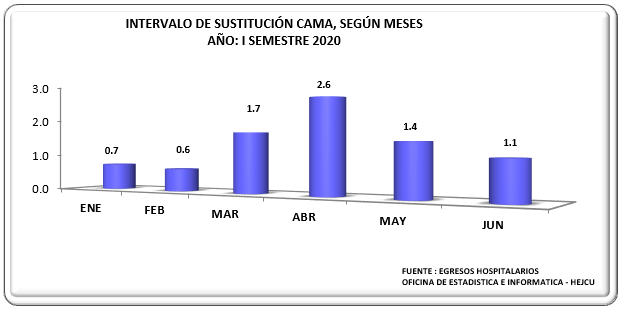 INTERVALO DE SUSTITUCIÓN CAMA, SEGÚN MESES
AÑO: I SEMESTRE 2020
3.0
2.0
1.0
0.0
0.7
0.6
1.7
2.6
1.4
1.1
ENE
FEB
MAR
ABR
MAY
JUN
FUENTE : EGRESOS HOSPITALARIOS
OFICINA DE ESTADISTICA E INFORMATICA - HEJCU